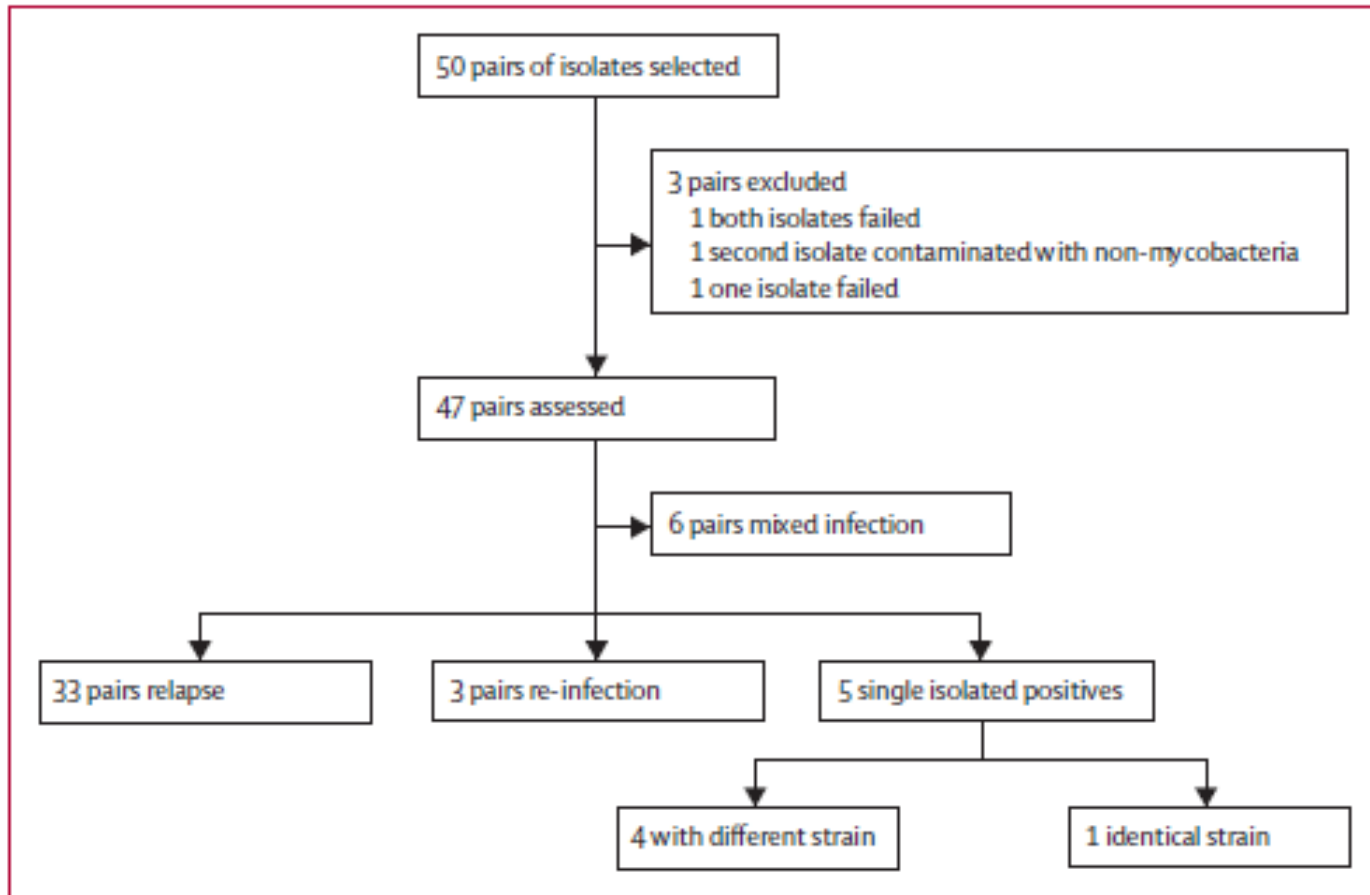 50 pairs of isolates selected
3 pairs excluded
1 both isolates failed
1 second isolate contaminated with non-mycobacteria
1 one isolate failed
47 pairs assessed
6 pairs mixed infection
33 pairs relapse
3 pairs re-infection
5 single isolated positives
4 with different strain
1 identical strain